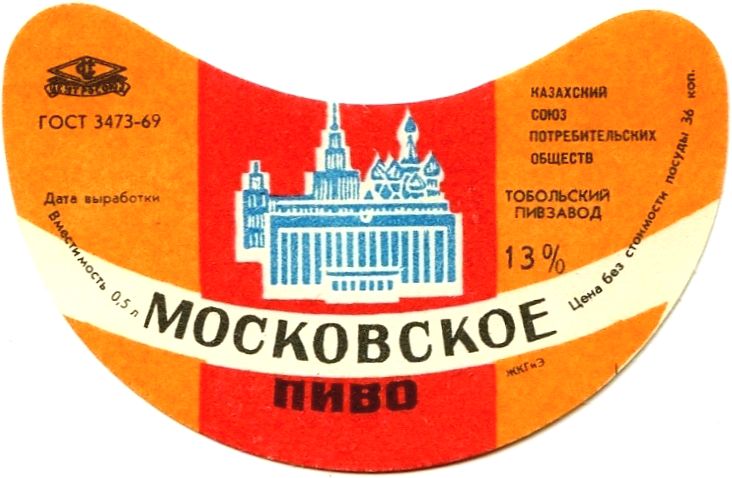 ЦЕНТРОСОЮЗ
ГОСТ 3473-69
Дата выработки
Вместимость 0,5 л
КАЗАХСКИЙ
СОЮЗ
ПОТРЕБИТЕЛЬСКИХ
ОБЩЕСТВ
ТОБОЛЬСКИЙ
ПИВЗАВОД
13%
Цена без стоимости посуды 36 коп.
МОСКОВСКОЕ
ПИВО
ЖКГиЭ